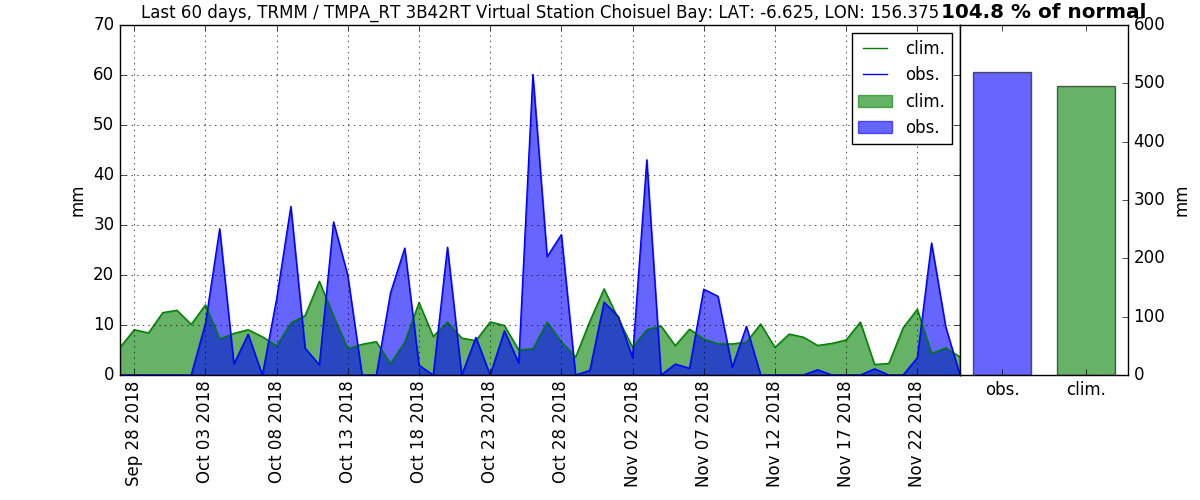 Last 60 days, TRMM / TMPA_RT 3B42RT Virtual Station Choisuel Bay: LAT: -6.625, LON: 156.375
104.8 % of normal
70
60
50
40
30
20
10
0
mm
clim.
obs.
clim.
obs.
Sep 28 2018
Oct 03 2018
Oct 08 2018
Oct 13 2018
Oct 18 2018
Oct 23 2018
Oct 28 2018
Nov 02 2018
Nov 07 2018
Nov 12 2018
Nov 17 2018
Nov 22 2018
600
500
400
300
200
100
0
mm
obs.
clim.